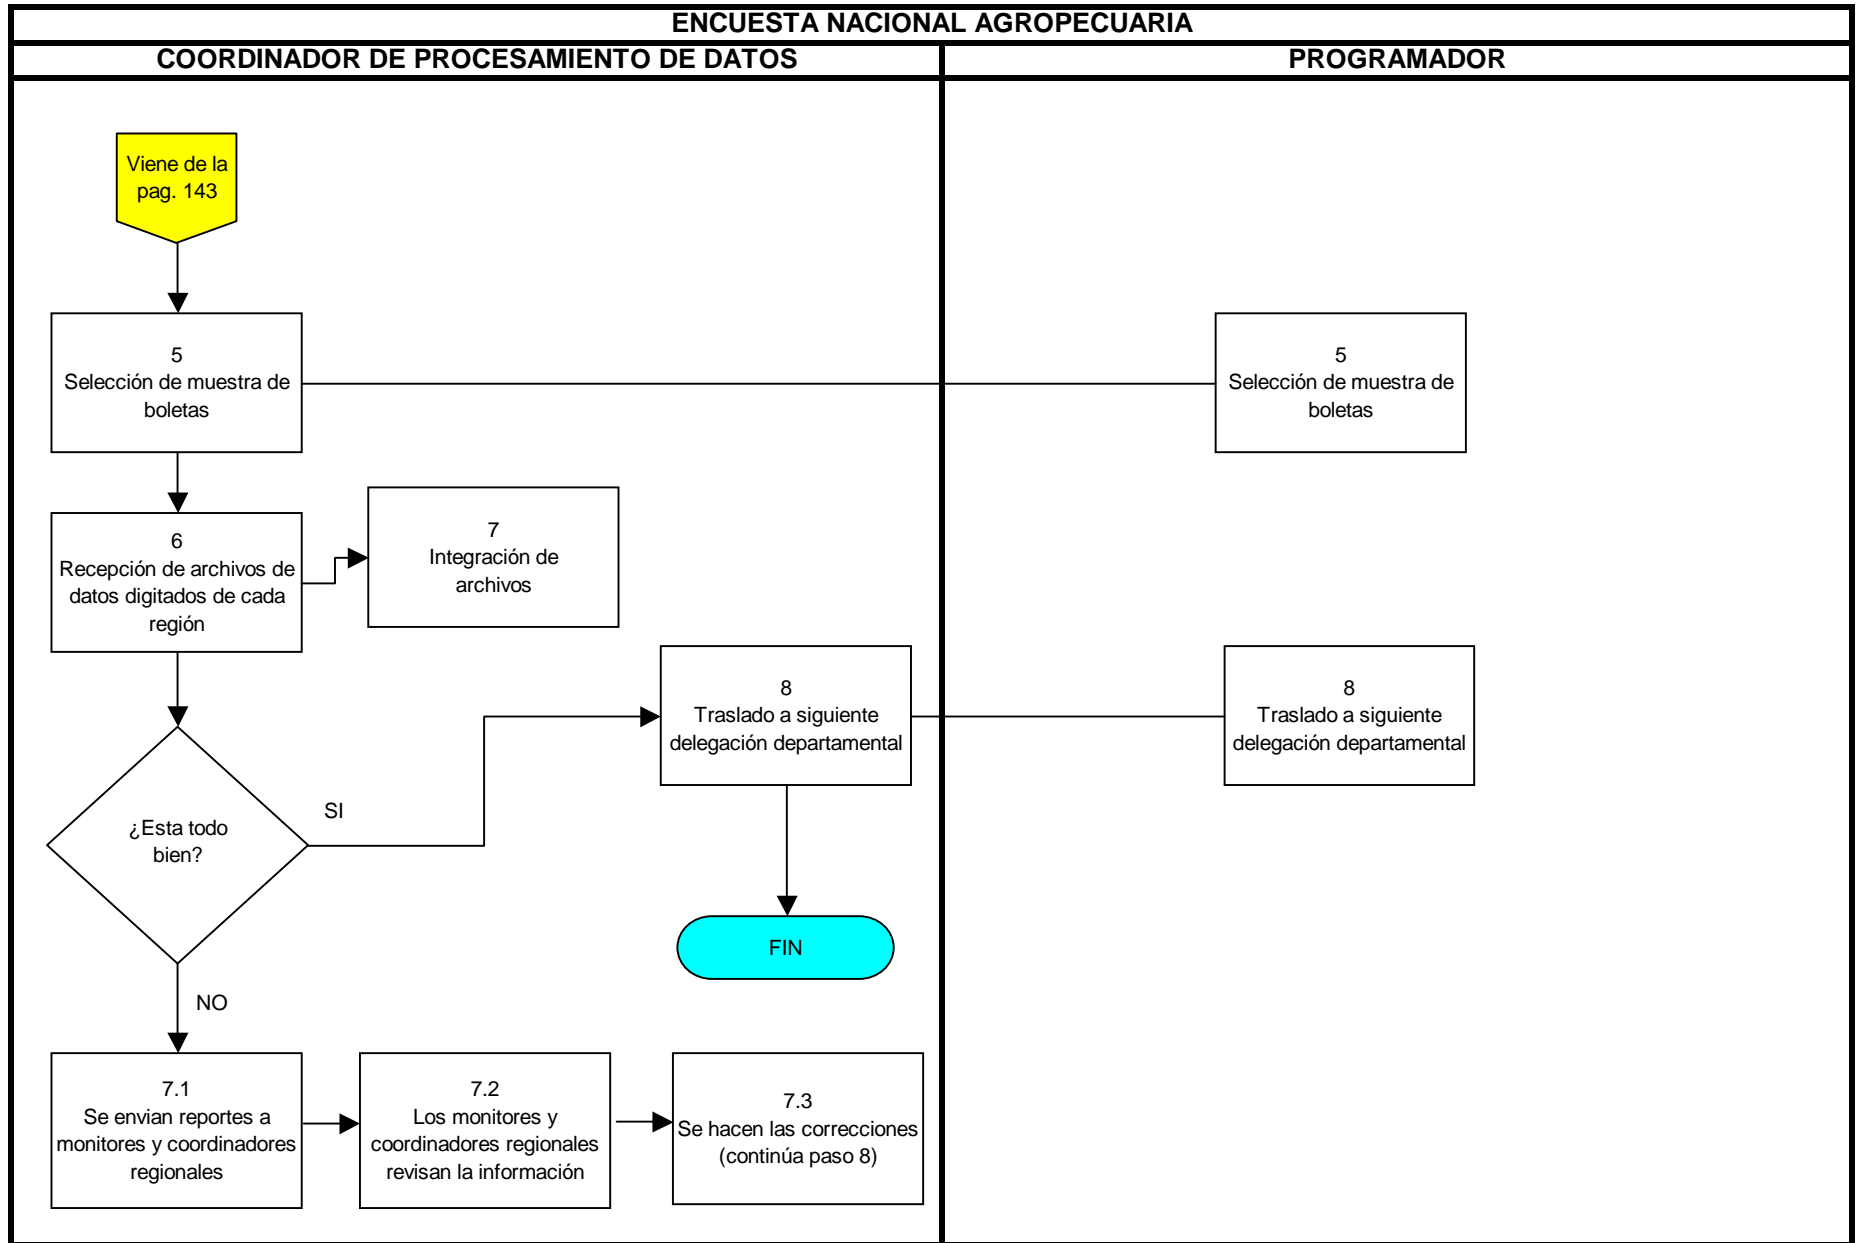 ENCUESTA NACIONAL AGROPECUARIA
COORDINADOR DE PROCESAMIENTO DE DATOS
PROGRAMADOR
Viene de la
pag. 143
5
Selección de muestra de
boletas
5
Selección de muestra de
boletas
6
Recepción de archivos de
datos digitados de cada
región
7
Integración de
archivos
8
Traslado a siguiente
delegación departamental
8
Traslado a siguiente
delegación departamental
¿Esta todo
bien?
SI
FIN
NO
7.1
Se envian reportes a
monitores y coordinadores
regionales
7.2
Los monitores y
coordinadores regionales
revisan la información
7.3
Se hacen las correcciones
(continúa paso 8)